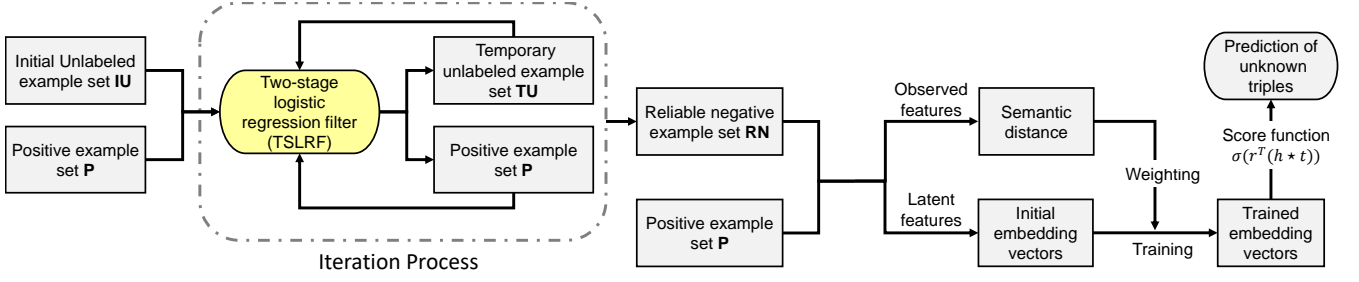 Initial Unlabeled
example set IU
Positive example
set P
Two-stage
logistic
regression filter
(TSLRF)
Temporary
unlabeled example
set TU
Positive example
set P
Iteration Process
Reliable negative
example set RN
Positive example
set P
Observed
features
Latent
features
Semantic
distance
Initial
embedding
vectors
Weighting
Training
Trained
embedding
vectors
Score function
σ(r^T(h ⋆ t))
Prediction of
unknown
triples